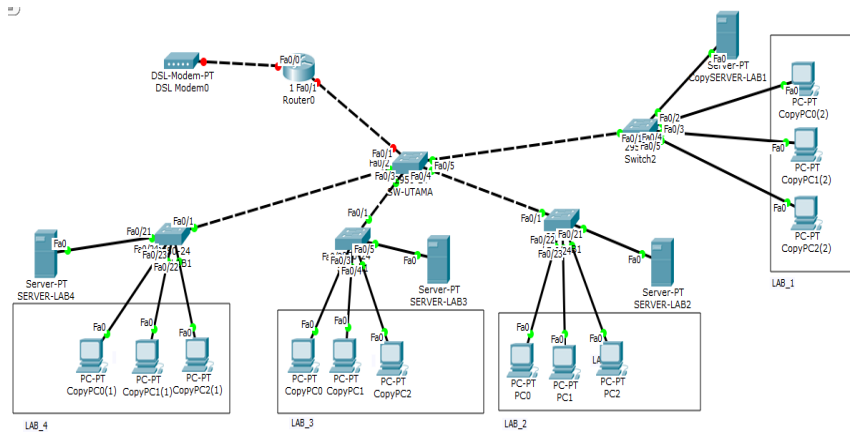 Fa0/0
DSL-Modem-PT
DSL Modem0
1 Fa0/1
Router0
Server-PT
Fa0
CopySERVER-LAB1
Fa0
PC-PT
CopyPC0(2)
Fa0/2
Fa0/3
Fa0/1
Fa0/4
Fa0/5
Switch2
Fa0
PC-PT
CopyPC1(2)
Fa0
PC-PT
CopyPC2(2)
LAB_1
Fa0/1
Fa0/2
Fa0/3
Fa0/4
Fa0/5
SW-UTAMA
Fa0/1
Fa0/21
Fa0/23
Fa0/22
Fa0
Server-PT
SERVER-LAB4
Fa0/1
Fa0/5
Fa0/3
Fa0/4
Fa0
Server-PT
SERVER-LAB3
Fa0/1
Fa0/21
Fa0/22
Fa0/23
Fa0
Server-PT
SERVER-LAB2
Fa0
PC-PT
CopyPC0(1)
Fa0
PC-PT
CopyPC1(1)
Fa0
PC-PT
CopyPC2(1)
LAB_4
Fa0
PC-PT
CopyPC0
Fa0
PC-PT
CopyPC1
Fa0
PC-PT
CopyPC2
LAB_3
Fa0
PC-PT
PC0
Fa0
PC-PT
PC1
Fa0
PC-PT
PC2
LAB_2